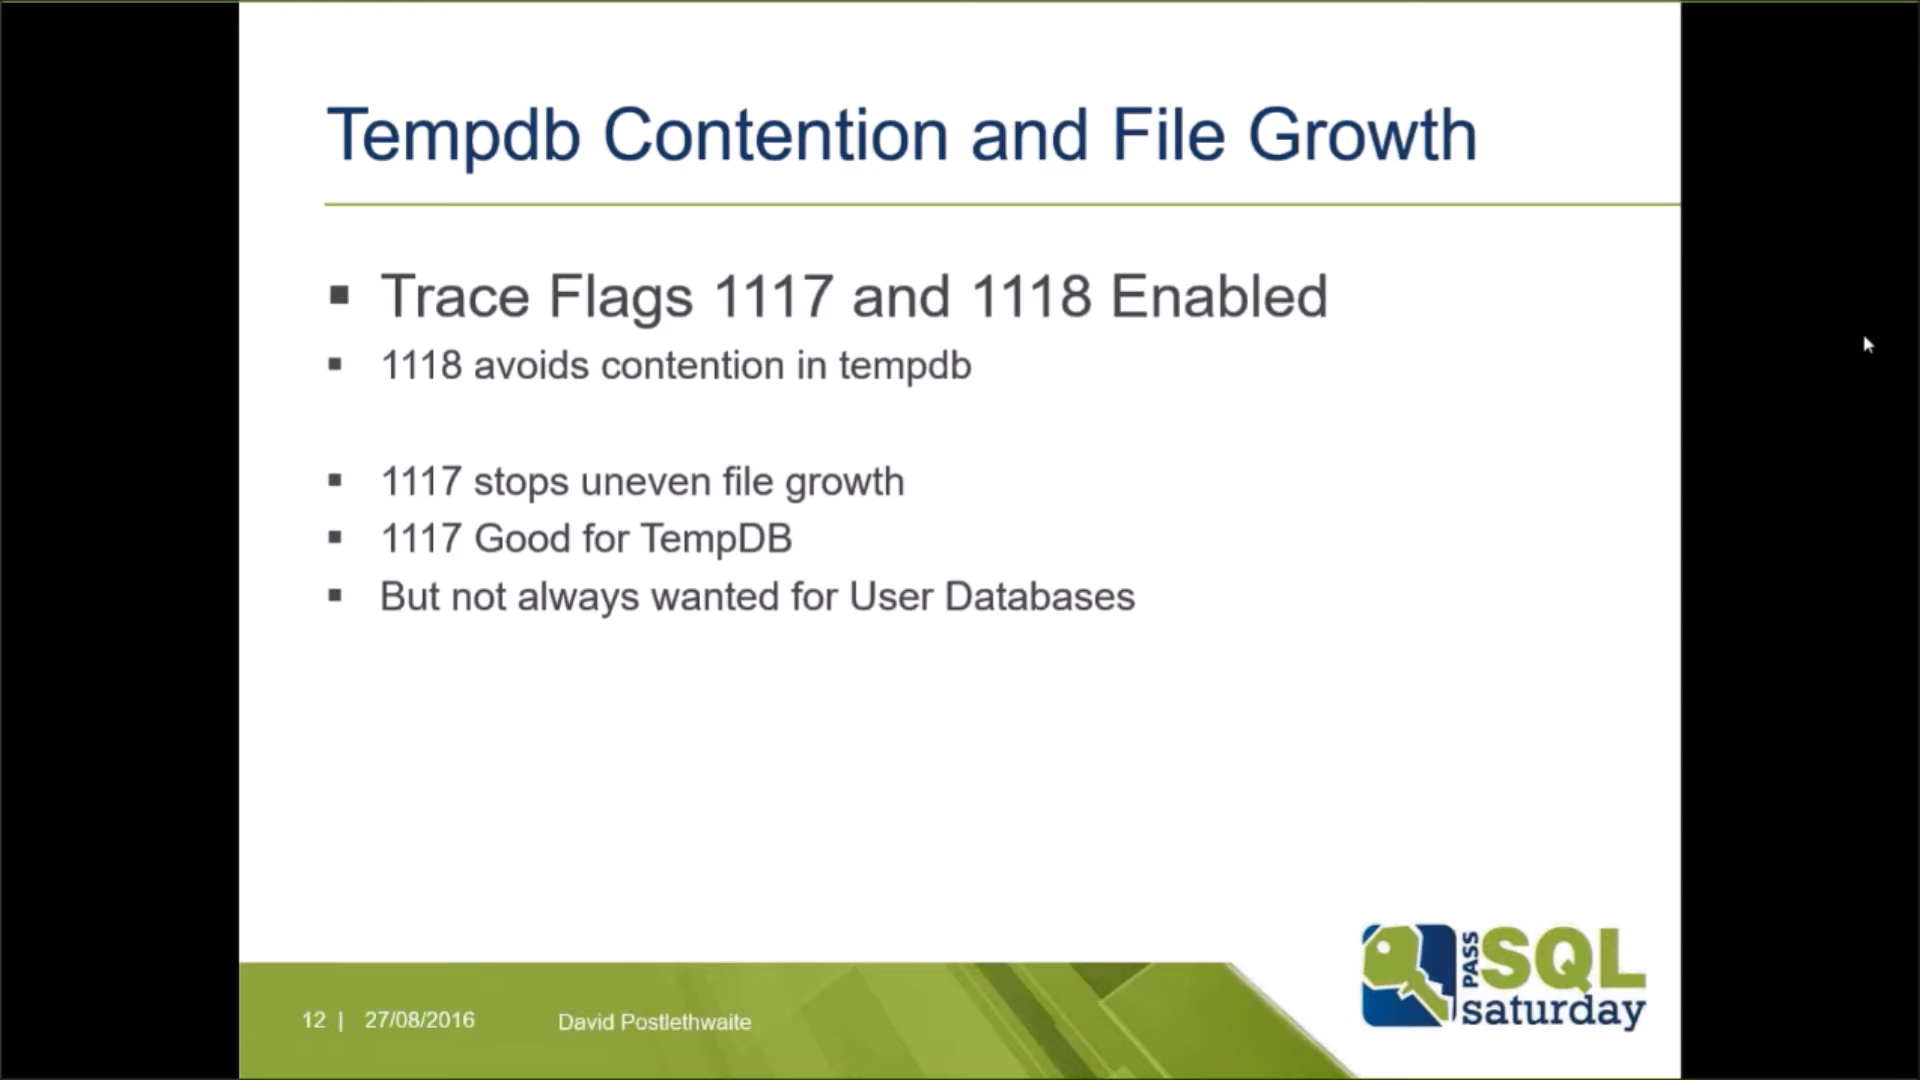 Tempdb Contention and File Growth
▪ Trace Flags 1117 and 1118 Enabled
▪ 1118 avoids contention in tempdb
▪ 1117 stops uneven file growth
▪ 1117 Good for TempDB
▪ But not always wanted for User Databases
12 | 27/08/2016 David Postlethwaite
PASS SQL
saturday